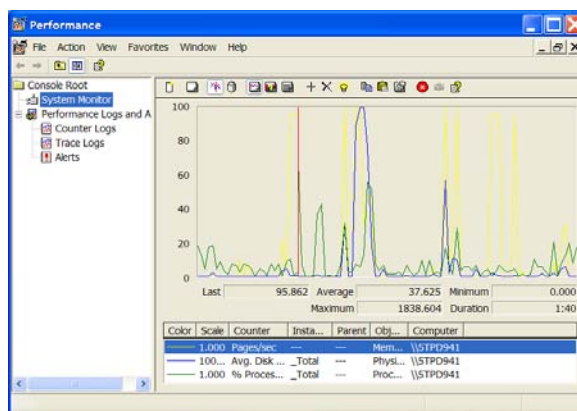 Performance
File Action View Favorites Window Help
Console Root
System Monitor
Performance Logs and A
Counter Logs
Trace Logs
Alerts
100
80
60
40
20
0
Last 95.862 Average 37.625 Minimum 0.000
Maximum 1838.604 Duration 1:40
Color Scale Counter Insta... Parent Obj... Computer
1.000 Pages/sec --- --- Mem... \\5TPD941
100... Avg. Disk ... _Total --- Physi... \\5TPD941
1.000 % Proces... _Total --- Proc... \\5TPD941